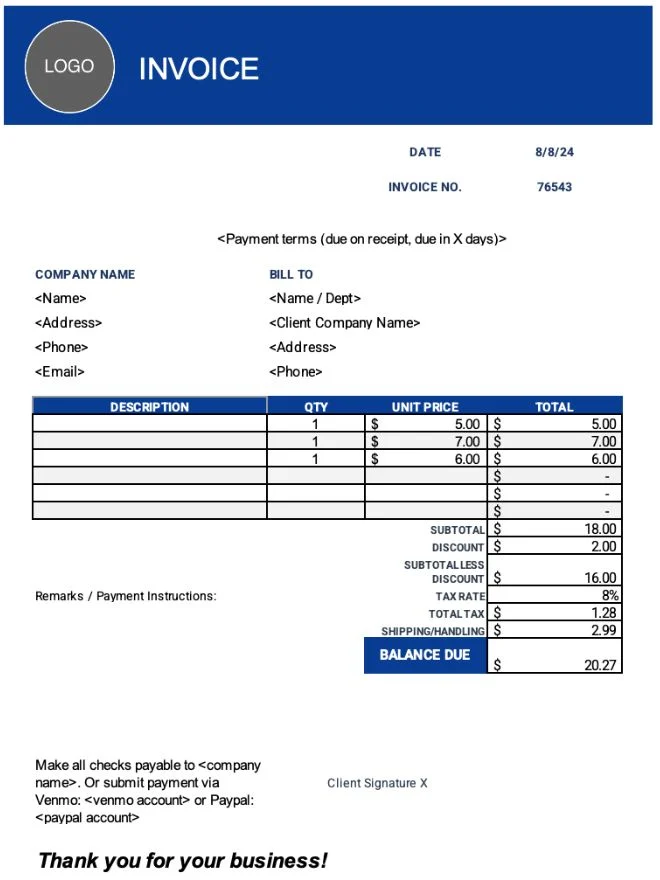 LOGO INVOICE
DATE 8/8/24
INVOICE NO. 76543
<Payment terms (due on receipt, due in X days)>
COMPANY NAME BILL TO
<Name> <Name / Dept>
<Address> <Client Company Name>
<Phone> <Address>
<Email> <Phone>
DESCRIPTION QTY UNIT PRICE TOTAL
1 $ 5.00 $ 5.00
1 $ 7.00 $ 7.00
1 $ 6.00 $ 6.00
$ -
$ -
$ -
SUBTOTAL $ 18.00
DISCOUNT $ 2.00
SUBTOTAL LESS
DISCOUNT $ 16.00
Remarks / Payment Instructions: TAX RATE 8%
TOTAL TAX $ 1.28
SHIPPING/HANDLING $ 2.99
BALANCE DUE $ 20.27
Make all checks payable to <company
name>. Or submit payment via
Venmo: <venmo account> or Paypal:
<paypal account>
Client Signature X
Thank you for your business!